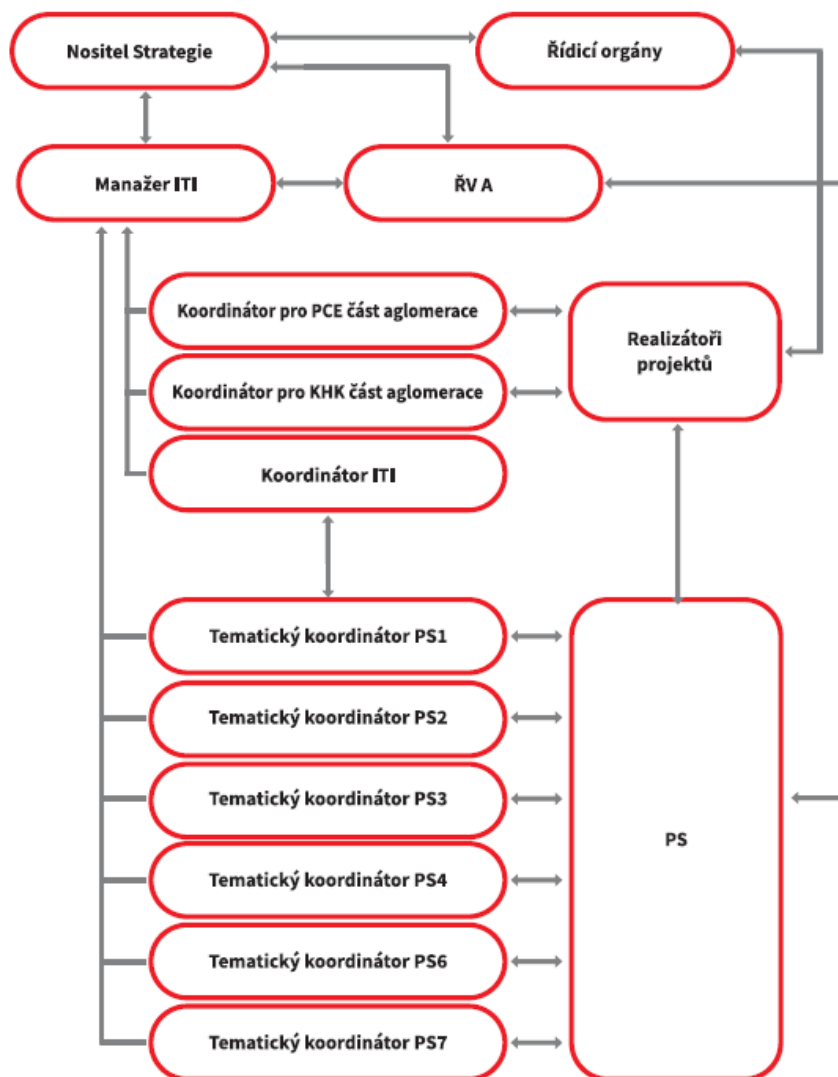 Nositel Strategie
Řídicí orgány
Manažer ITI
ŘV A
Koordinátor pro PCE část aglomerace
Realizátoři
projektů
Koordinátor pro KHK část aglomerace
Koordinátor ITI
Tematický koordinátor PS1
Tematický koordinátor PS2
Tematický koordinátor PS3
PS
Tematický koordinátor PS4
Tematický koordinátor PS6
Tematický koordinátor PS7